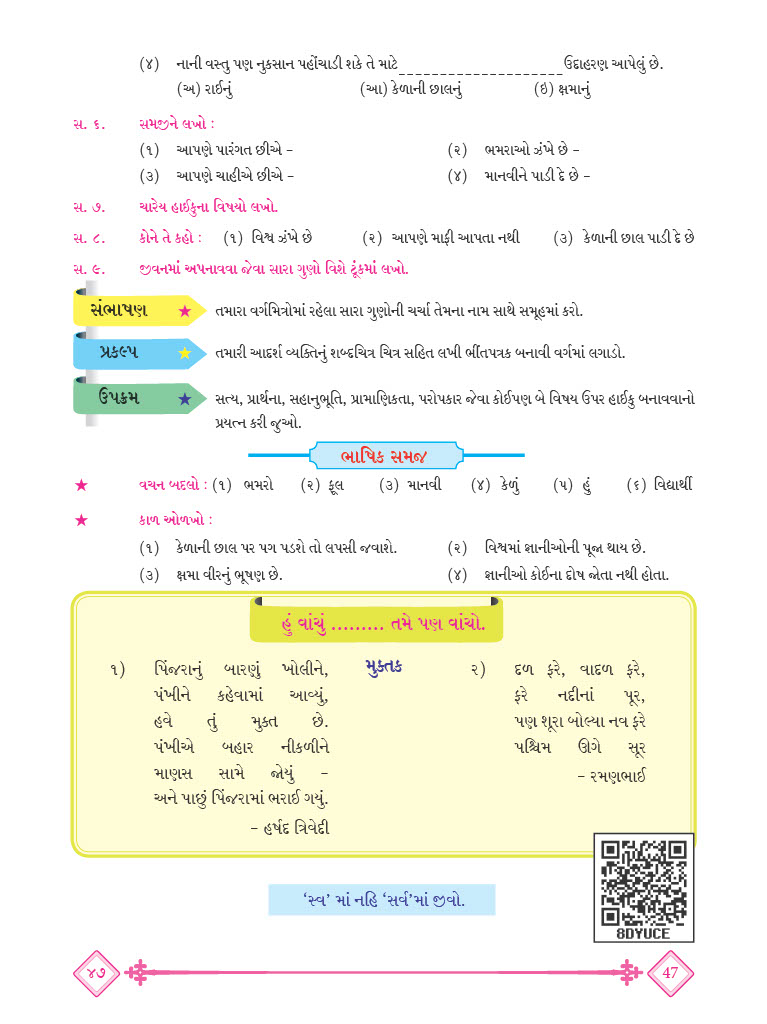 (૪) નાની વસ્તુ પણ નુકસાન પહોંચાડી શકે તે માટે____________________ઉદાહરણ આપેલું છે.
(અ) રાઈનું (આ) કેળાની છાલનું (ઇ) ક્ષમાનું
સ. ૬. સમજીને લખો :
(૧) આપણે પારંગત છીએ – (૨) ભમરાઓ ઝંખે છે –
(૩) આપણે ચાહીએ છીએ – (૪) માનવીને પાડી દે છે –
સ. ૭. ચારેય હાઈકુના વિષયો લખો.
સ. ૮. કોને તે કહો : (૧) વિશ્વ ઝંખે છે (૨) આપણે માફી આપતા નથી (૩) કેળાની છાલ પાડી દે છે
સ. ૯. જીવનમાં અપનાવવા જેવા સારા ગુણો વિશે ટૂંકમાં લખો.
સંભાષણ ★ તમારા વર્ગમિત્રોમાં રહેલા સારા ગુણોની ચર્ચા તેમના નામ સાથે સમૂહમાં કરો.
પ્રકલ્પ ★ તમારી આદર્શ વ્યક્તિનું શબ્દચિત્ર ચિત્ર સહિત લખી ભીંતપત્રક બનાવી વર્ગમાં લગાડો.
ઉપક્રમ ★ સત્ય, પ્રાર્થના, સહાનુભૂતિ, પ્રામાણિકતા, પરોપકાર જેવા કોઈપણ બે વિષય ઉપર હાઈકુ બનાવવાનો
પ્રયત્ન કરી જુઓ.
ભાષિક સમજ
★ વચન બદલો : (૧) ભમરો (૨) ફૂલ (૩) માનવી (૪) કેળું (૫) હું (૬) વિદ્યાર્થી
★ કાળ ઓળખો :
(૧) કેળાની છાલ પર પગ પડશે તો લપસી જવાશે. (૨) વિશ્વમાં જ્ઞાનીઓની પૂજા થાય છે.
(૩) ક્ષમા વીરનું ભૂષણ છે. (૪) જ્ઞાનીઓ કોઈના દોષ જોતા નથી હોતા.
હું વાંચું ......... તમે પણ વાંચો.
મુક્તક
૧) પિંજરાનું બારણું ખોલીને,
પંખીને કહેવામાં આવ્યું,
હવે તું મુક્ત છે.
પંખીએ બહાર નીકળીને
માણસ સામે જોયું –
અને પાછું પિંજરામાં ભરાઈ ગયું.
– હર્ષદ ત્રિવેદી
૨) દળ ફરે, વાદળ ફરે,
ફરે નદીનાં પૂર,
પણ શૂરા બોલ્યા નવ ફરે
પશ્ચિમ ઊગે સૂર
– રમણભાઈ
8DYUCE
‘સ્વ’ માં નહિ ‘સર્વ’માં જીવો.
૪૭ 47